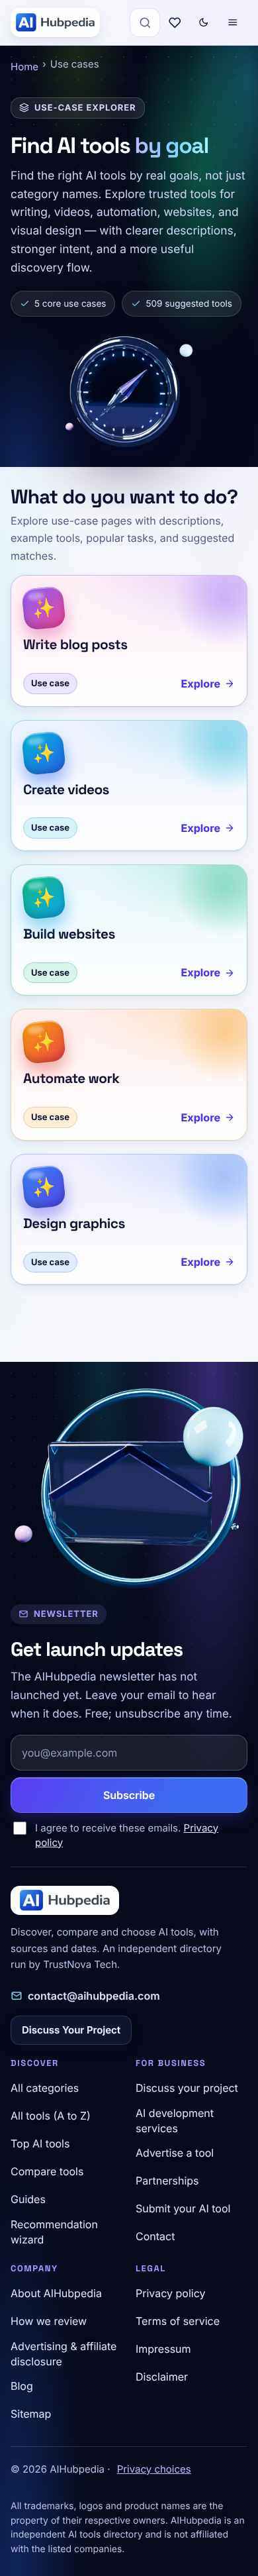 AI Hubpedia
Home › Use cases
USE-CASE EXPLORER
Find AI tools by goal
Find the right AI tools by real goals, not just
category names. Explore trusted tools for
writing, videos, automation, websites, and
visual design — with clearer descriptions,
stronger intent, and a more useful
discovery flow.
5 core use cases
509 suggested tools
What do you want to do?
Explore use-case pages with descriptions,
example tools, popular tasks, and suggested
matches.
Write blog posts
Use case
Explore →
Create videos
Use case
Explore →
Build websites
Use case
Explore →
Automate work
Use case
Explore →
Design graphics
Use case
Explore →
NEWSLETTER
Get launch updates
The AIHubpedia newsletter has not
launched yet. Leave your email to hear
when it does. Free; unsubscribe any time.
you@example.com
Subscribe
I agree to receive these emails. Privacy
policy
AI Hubpedia
Discover, compare and choose AI tools, with
sources and dates. An independent directory
run by TrustNova Tech.
contact@aihubpedia.com
Discuss Your Project
DISCOVER
All categories
All tools (A to Z)
Top AI tools
Compare tools
Guides
Recommendation
wizard
FOR BUSINESS
Discuss your project
AI development
services
Advertise a tool
Partnerships
Submit your AI tool
Contact
COMPANY
About AIHubpedia
How we review
Advertising & affiliate
disclosure
Blog
Sitemap
LEGAL
Privacy policy
Terms of service
Impressum
Disclaimer
© 2026 AIHubpedia · Privacy choices
All trademarks, logos and product names are the
property of their respective owners. AIHubpedia is an
independent AI tools directory and is not affiliated
with the listed companies.